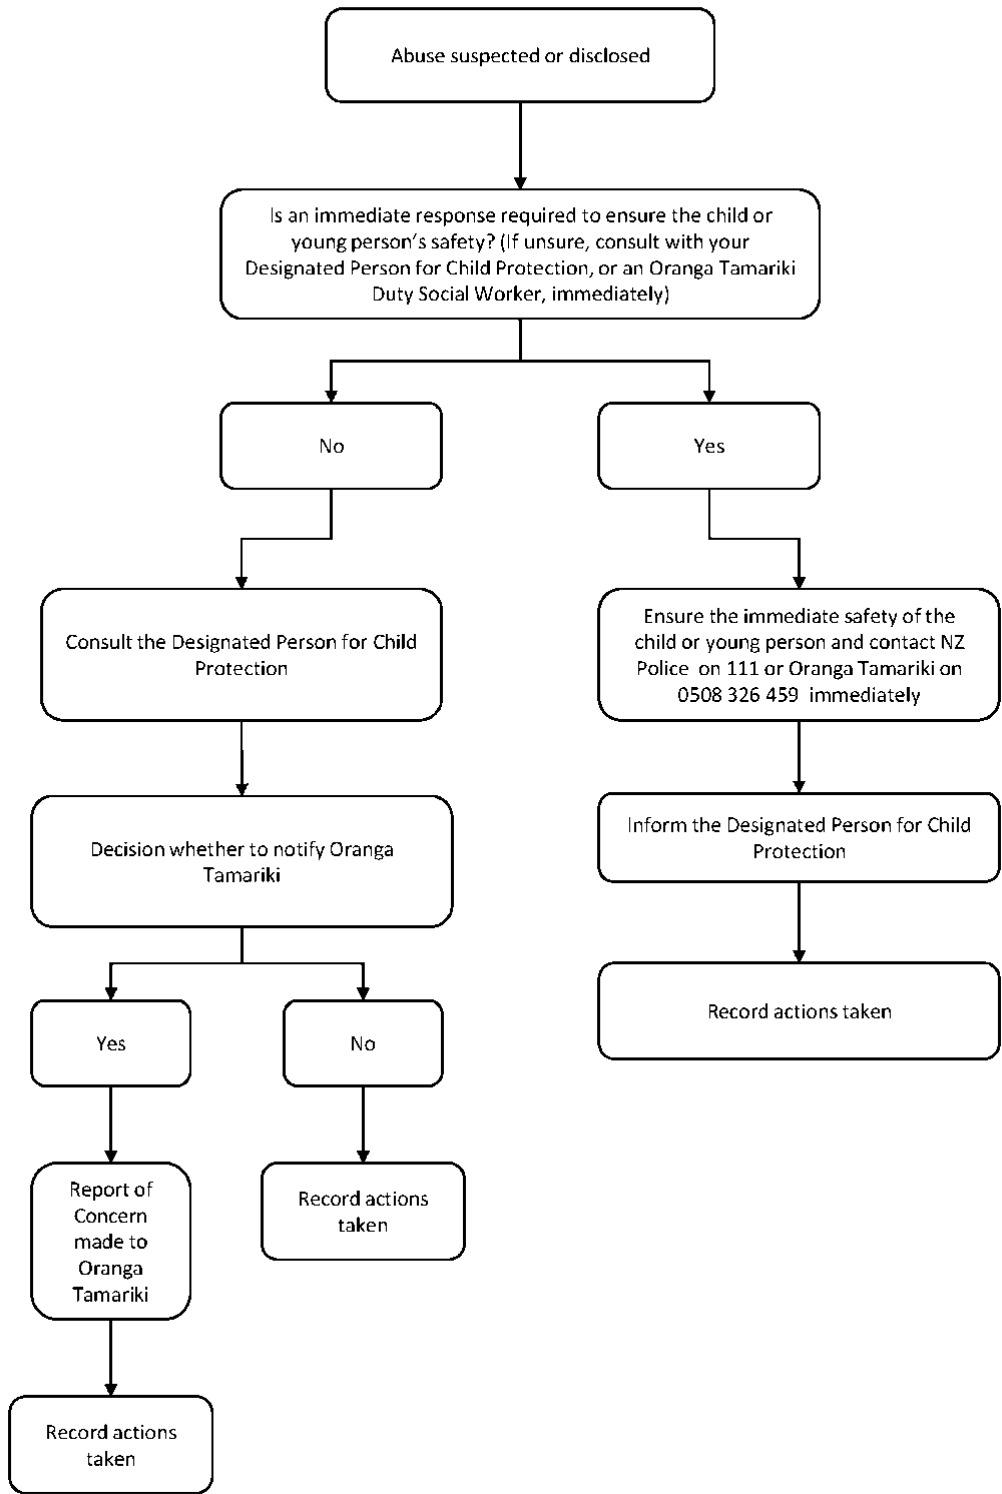 Abuse suspected or disclosed
Is an immediate response required to ensure the child or
young person's safety? (If unsure, consult with your
Designated Person for Child Protection, or an Oranga Tamariki
Duty Social Worker, immediately)
No
Yes
Consult the Designated Person for Child
Protection
Ensure the immediate safety of the
child or young person and contact NZ
Police on 111 or Oranga Tamariki on
0508 326 459 immediately
Decision whether to notify Oranga
Tamariki
Inform the Designated Person for Child
Protection
Yes
No
Record actions taken
Report of
Concern
made to
Oranga
Tamariki
Record actions
taken
Record actions
taken